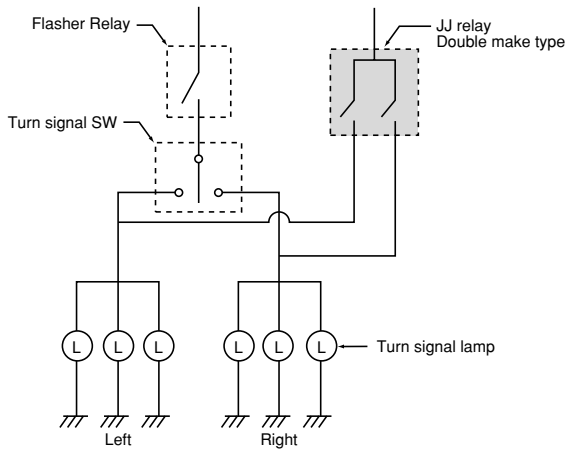 Flasher Relay
JJ relay
Double make type
Turn signal SW
L
L
L
L
L
L
Turn signal lamp
Left
Right